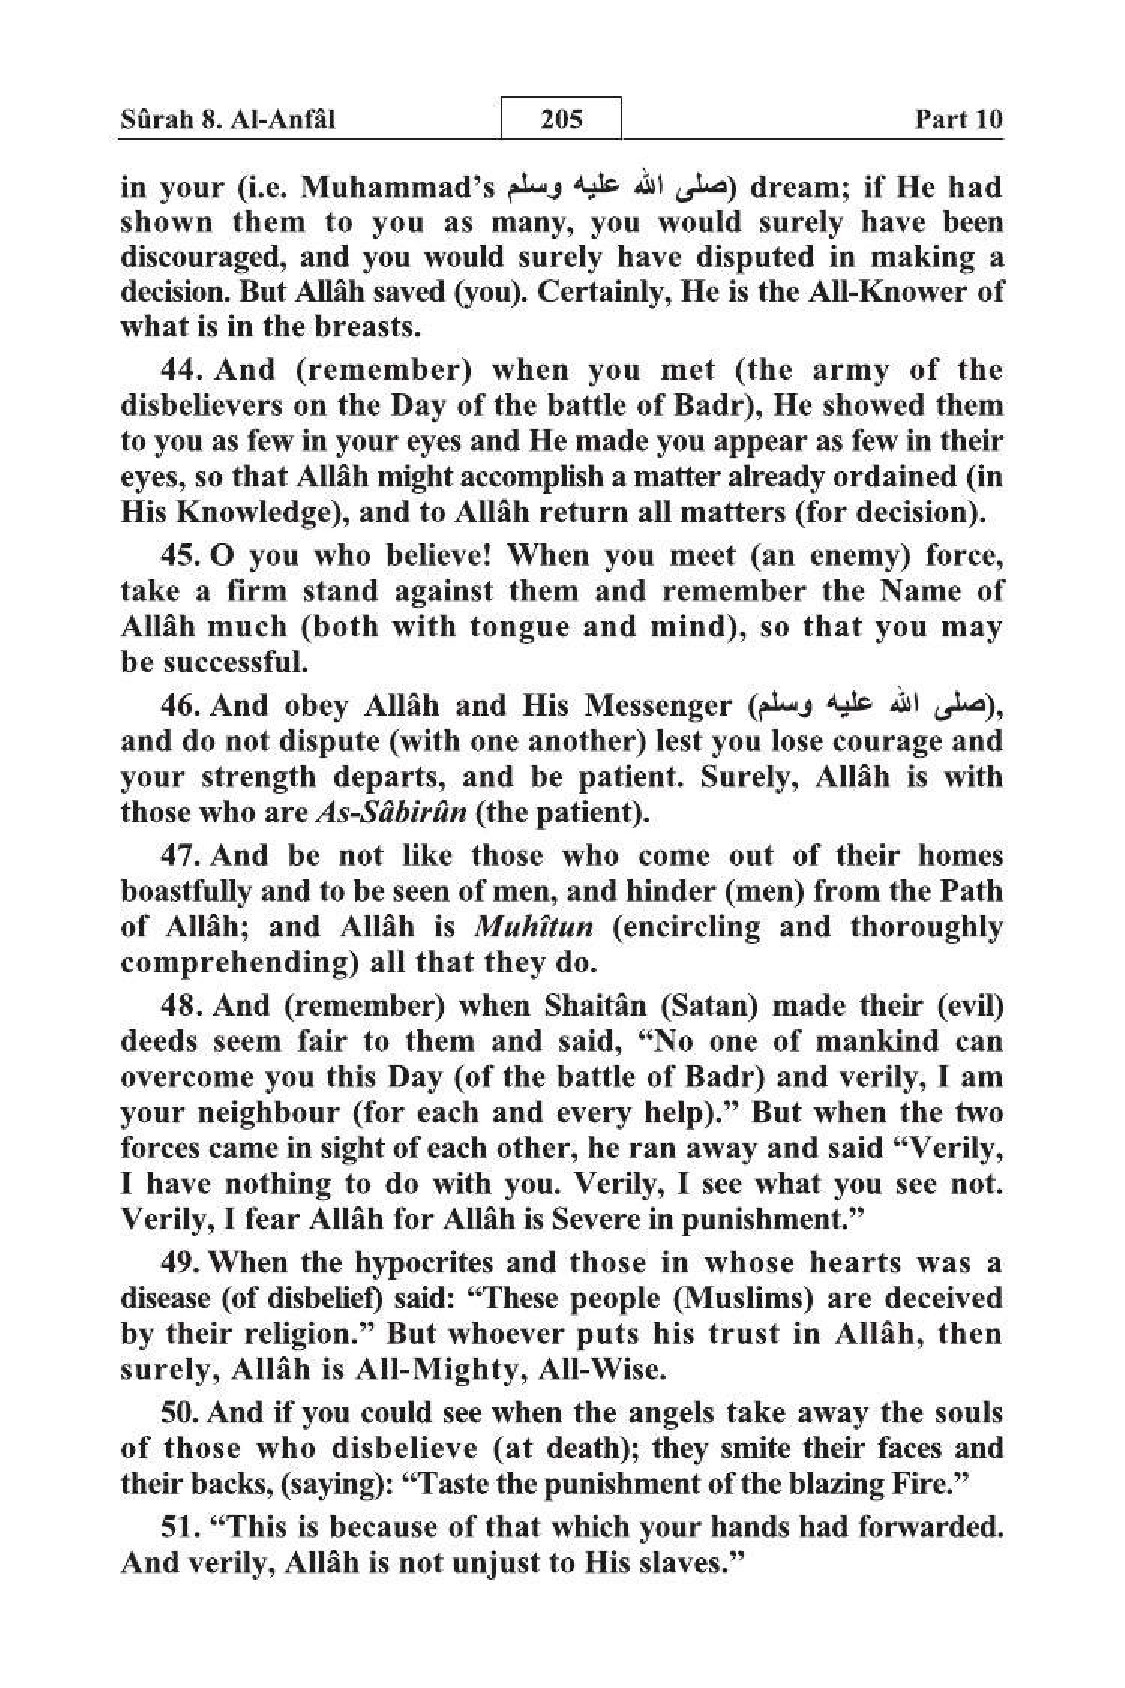 Sûrah 8. Al-Anfâl 205 Part 10
in your (i.e. Muhammad’s صلى الله عليه وسلم) dream; if He had
shown them to you as many, you would surely have been
discouraged, and you would surely have disputed in making a
decision. But Allâh saved (you). Certainly, He is the All-Knower of
what is in the breasts.
44. And (remember) when you met (the army of the
disbelievers on the Day of the battle of Badr), He showed them
to you as few in your eyes and He made you appear as few in their
eyes, so that Allâh might accomplish a matter already ordained (in
His Knowledge), and to Allâh return all matters (for decision).
45. O you who believe! When you meet (an enemy) force,
take a firm stand against them and remember the Name of
Allâh much (both with tongue and mind), so that you may
be successful.
46. And obey Allâh and His Messenger (صلى الله عليه وسلم),
and do not dispute (with one another) lest you lose courage and
your strength departs, and be patient. Surely, Allâh is with
those who are As-Sâbirûn (the patient).
47. And be not like those who come out of their homes
boastfully and to be seen of men, and hinder (men) from the Path
of Allâh; and Allâh is Muhîtun (encircling and thoroughly
comprehending) all that they do.
48. And (remember) when Shaitân (Satan) made their (evil)
deeds seem fair to them and said, “No one of mankind can
overcome you this Day (of the battle of Badr) and verily, I am
your neighbour (for each and every help).” But when the two
forces came in sight of each other, he ran away and said “Verily,
I have nothing to do with you. Verily, I see what you see not.
Verily, I fear Allâh for Allâh is Severe in punishment.”
49. When the hypocrites and those in whose hearts was a
disease (of disbelief) said: “These people (Muslims) are deceived
by their religion.” But whoever puts his trust in Allâh, then
surely, Allâh is All-Mighty, All-Wise.
50. And if you could see when the angels take away the souls
of those who disbelieve (at death); they smite their faces and
their backs, (saying): “Taste the punishment of the blazing Fire.”
51. “This is because of that which your hands had forwarded.
And verily, Allâh is not unjust to His slaves.”